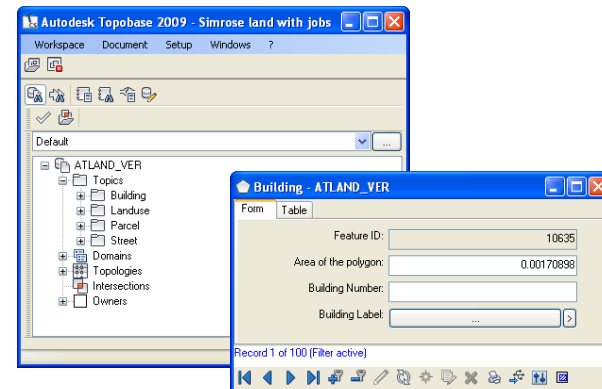 Autodesk Topobase 2009 - Simrose land with jobs
Workspace Document Setup Windows ?
Default
...
ATLAND_VER
Topics
Building
Landuse
Parcel
Street
Domains
Topologies
Intersections
Owners
Building - ATLAND_VER
Form Table
Feature ID: 10635
Area of the polygon: 0.00170898
Building Number:
Building Label: ... >
Record 1 of 100 (Filter active)